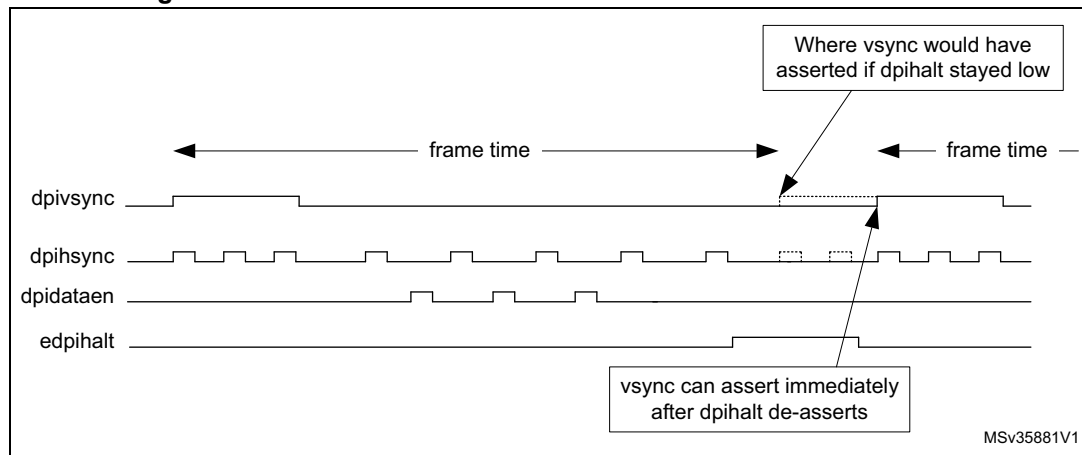 Where vsync would have
asserted if dpihalt stayed low
frame time
frame time
dpivsync
dpihsync
dpidataen
edpihalt
vsync can assert immediately
after dpihalt de-asserts
MSv35881V1